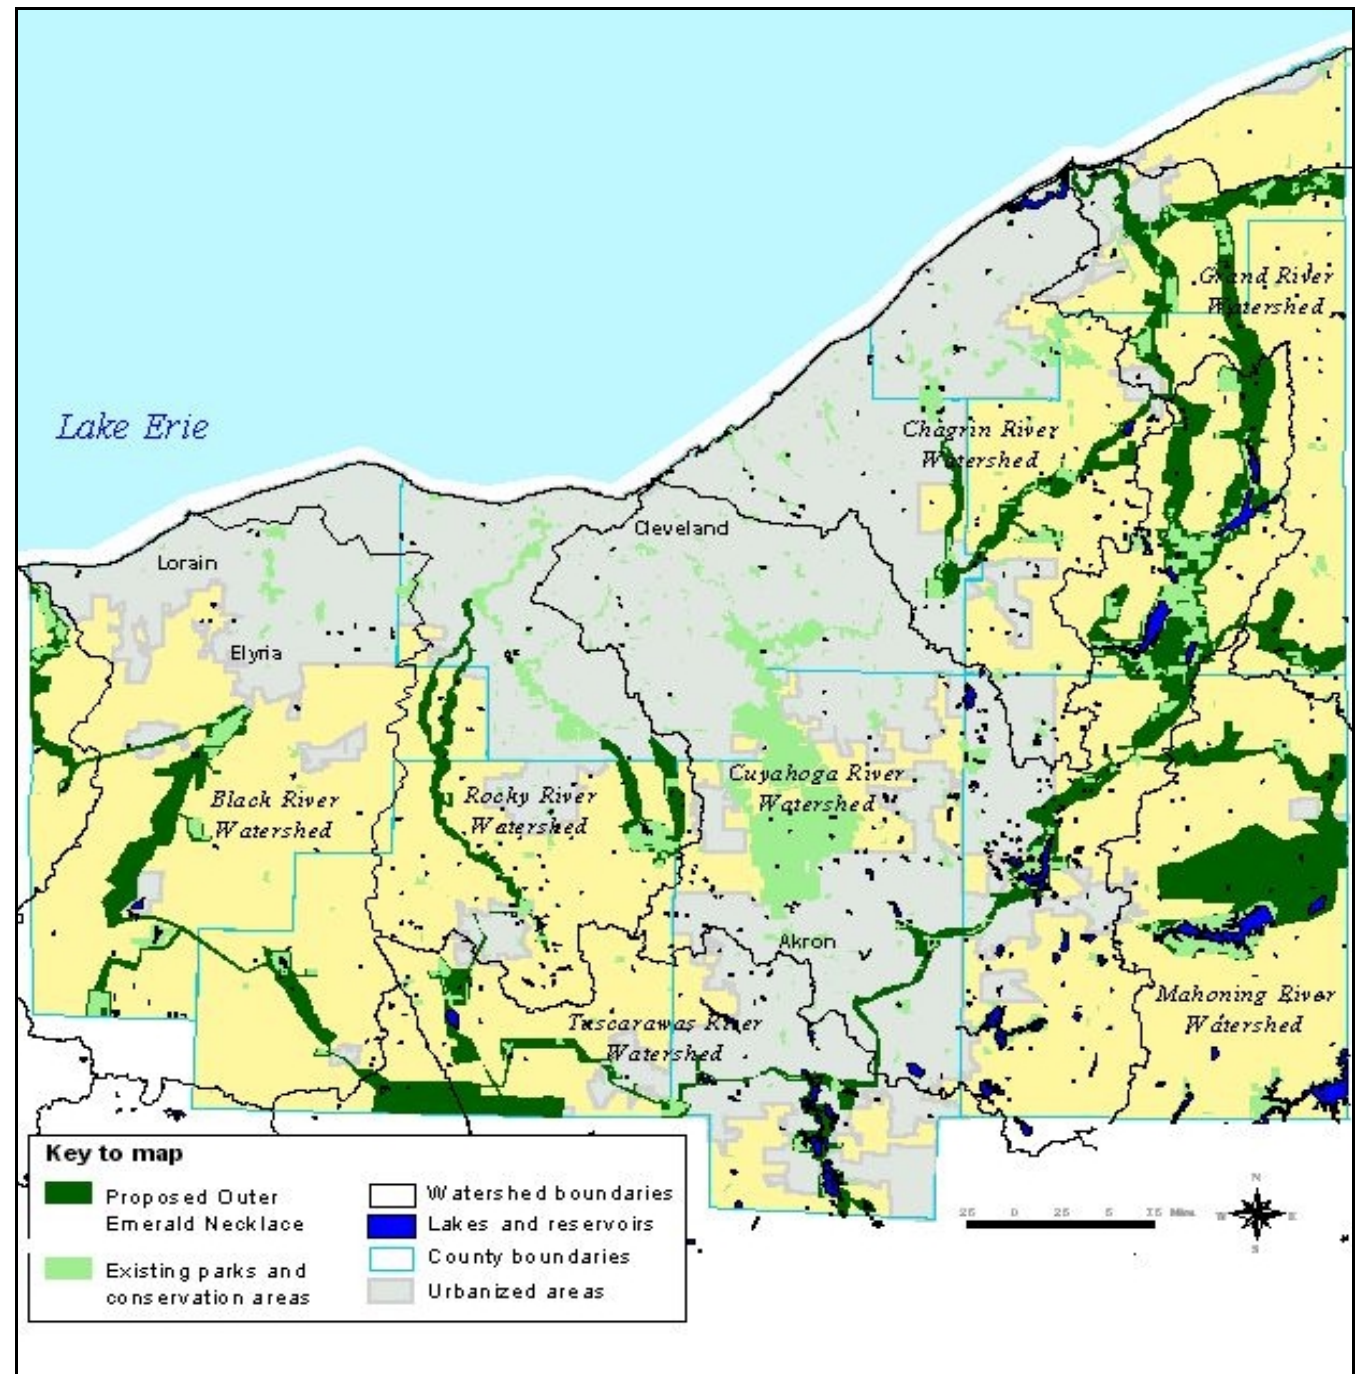 Grand River
Watershed
Lake Erie
Chagrin River
Watershed
Cleveland
Lorain
Elyria
Cuyahoga River
Watershed
Black River
Watershed
Rocky River
Watershed
Akron
Mahoning River
Watershed
Tuscarawas River
Watershed
Key to map
Proposed Outer
Emerald Necklace
Existing parks and
conservation areas
Watershed boundaries
Lakes and reservoirs
County boundaries
Urbanized areas
N
S